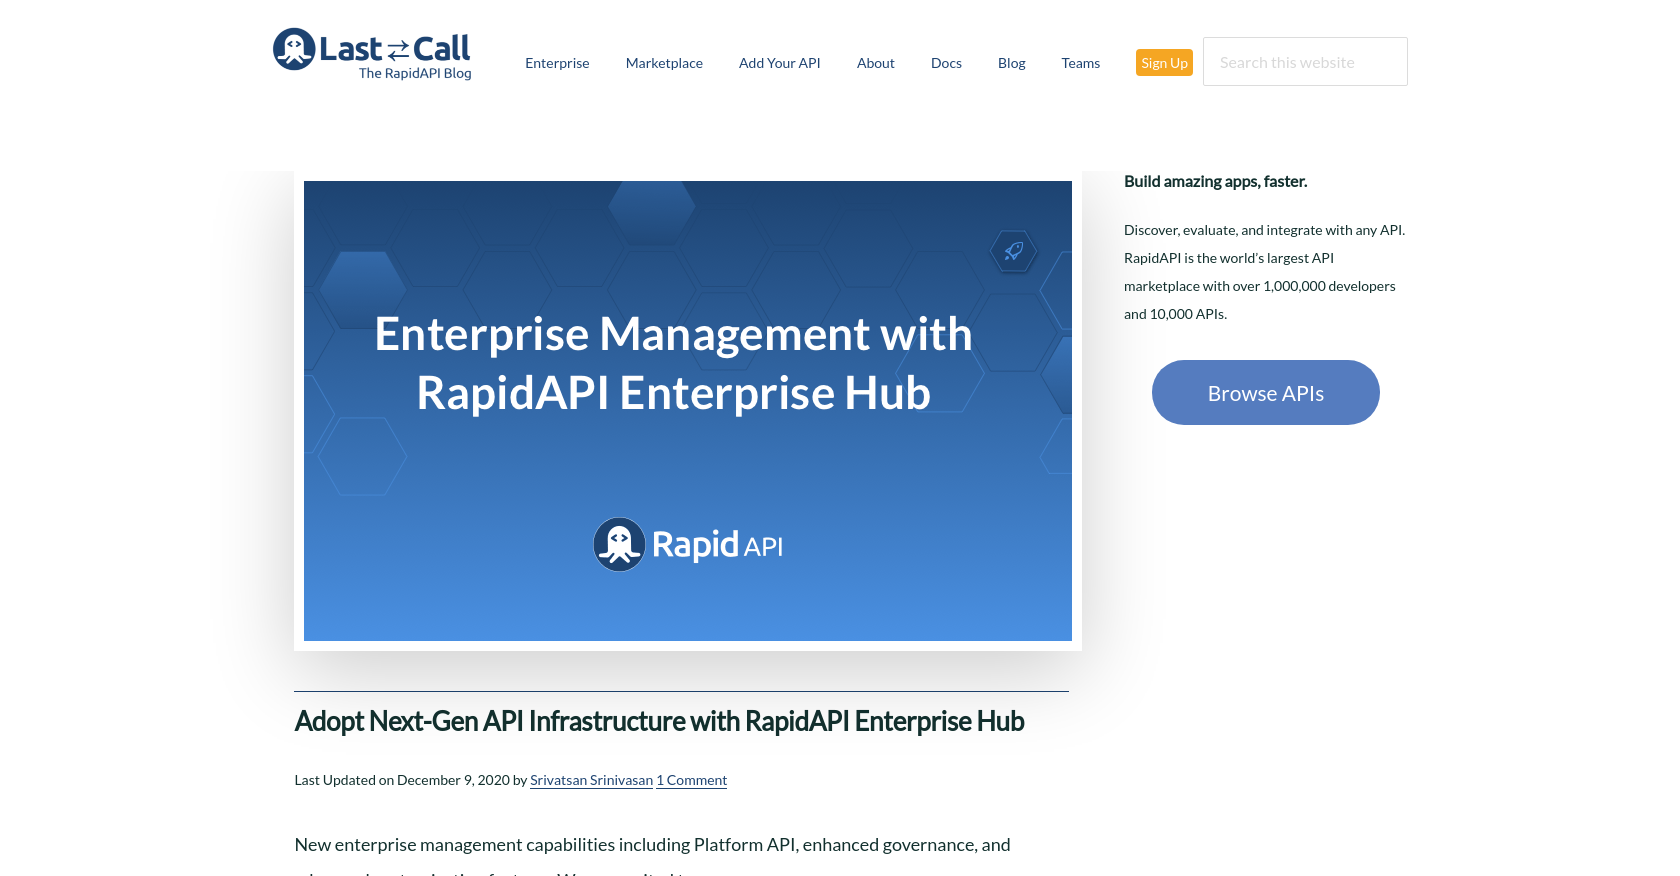 Last ⇄ Call
The RapidAPI Blog
Enterprise
Marketplace
Add Your API
About
Docs
Blog
Teams
Sign Up
Search this website
Enterprise Management with
RapidAPI Enterprise Hub
Rapid API
Build amazing apps, faster.
Discover, evaluate, and integrate with any API.
RapidAPI is the world's largest API
marketplace with over 1,000,000 developers
and 10,000 APIs.
Browse APIs
Adopt Next-Gen API Infrastructure with RapidAPI Enterprise Hub
Last Updated on December 9, 2020 by Srivatsan Srinivasan 1 Comment
New enterprise management capabilities including Platform API, enhanced governance, and